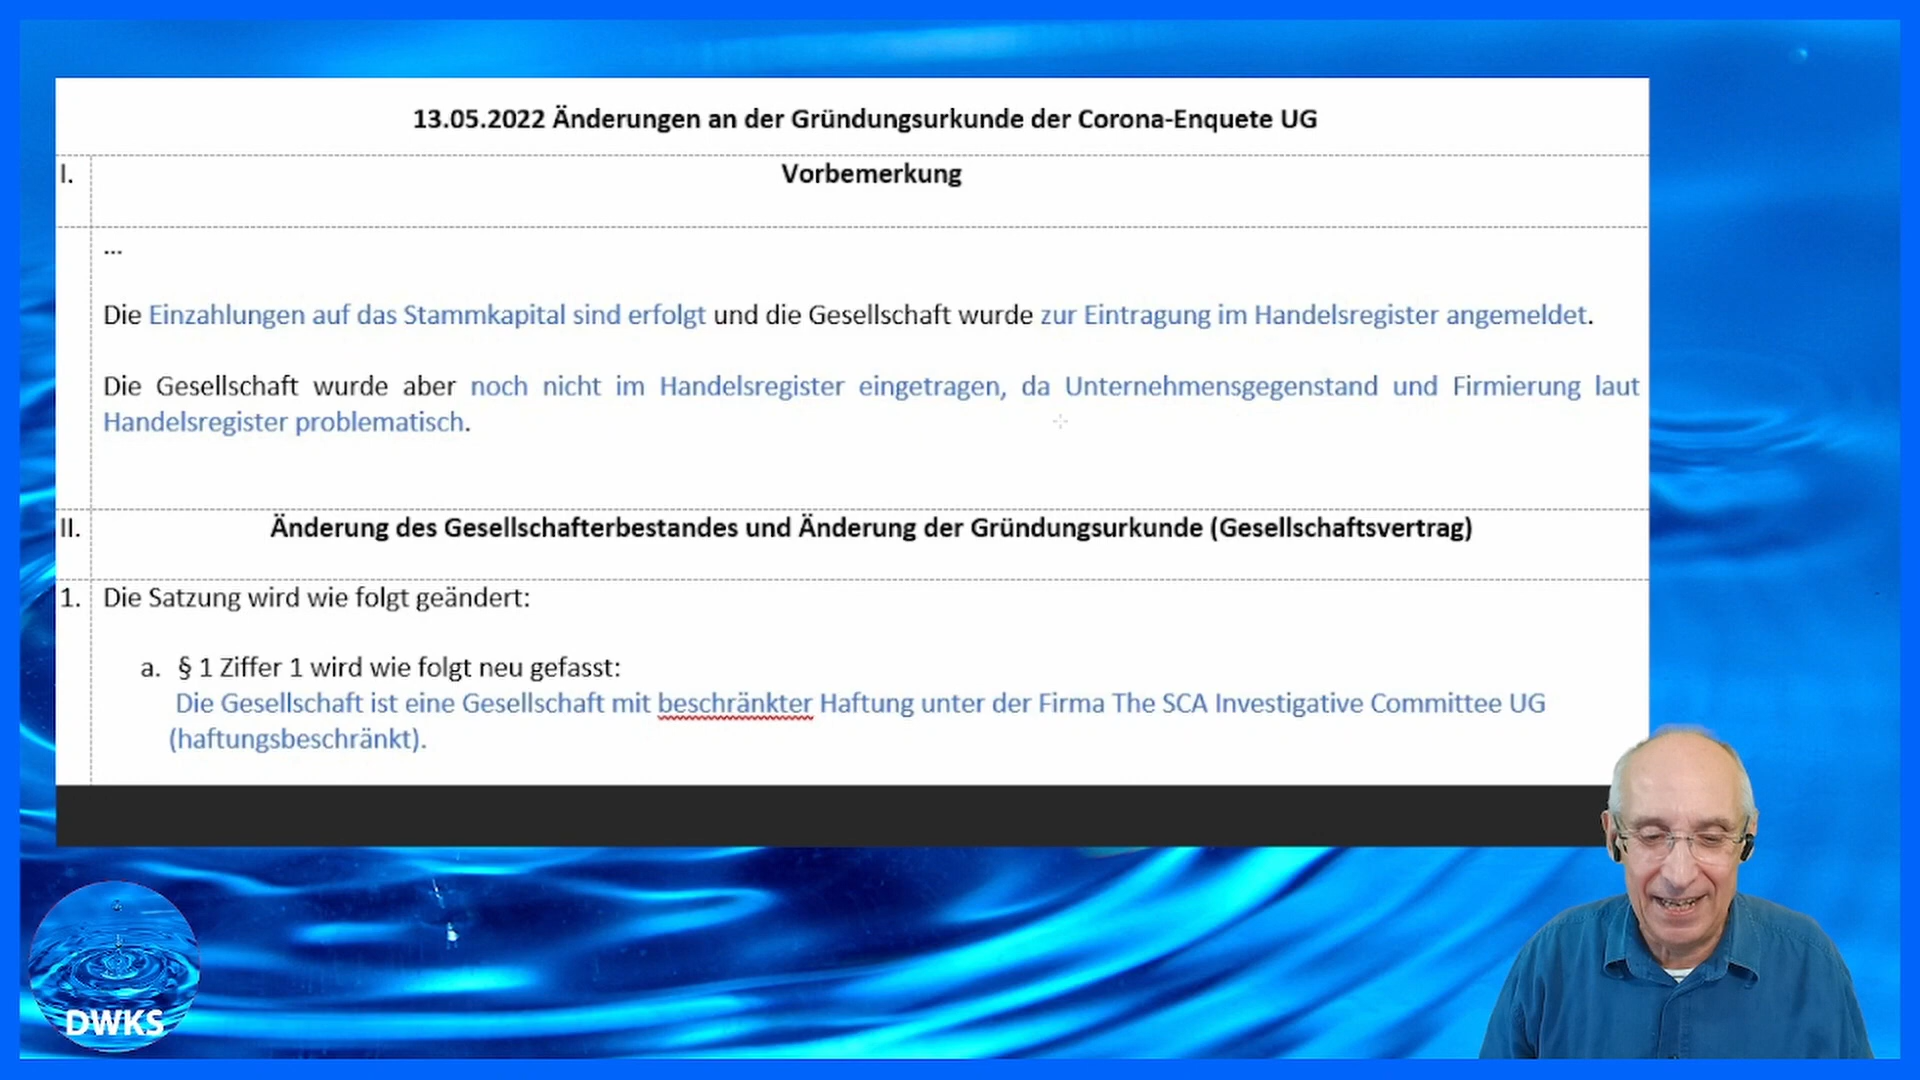 13.05.2022 Änderungen an der Gründungsurkunde der Corona-Enquete UG
I. Vorbemerkung
...
Die Einzahlungen auf das Stammkapital sind erfolgt und die Gesellschaft wurde zur Eintragung im Handelsregister angemeldet.
Die Gesellschaft wurde aber noch nicht im Handelsregister eingetragen, da Unternehmensgegenstand und Firmierung laut
Handelsregister problematisch.
II. Änderung des Gesellschafterbestandes und Änderung der Gründungsurkunde (Gesellschaftsvertrag)
1. Die Satzung wird wie folgt geändert:
a. § 1 Ziffer 1 wird wie folgt neu gefasst:
Die Gesellschaft ist eine Gesellschaft mit beschränkter Haftung unter der Firma The SCA Investigative Committee UG
(haftungsbeschränkt).
DWKS